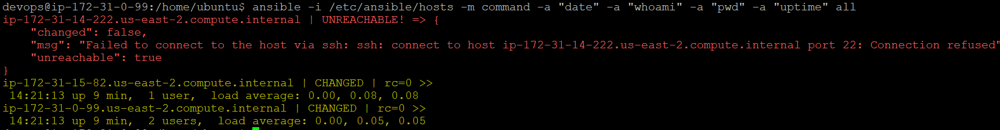 devops@ip-172-31-0-99:/home/ubuntu$ ansible -i /etc/ansible/hosts -m command -a "date" -a "whoami" -a "pwd" -a "uptime" all
ip-172-31-14-222.us-east-2.compute.internal | UNREACHABLE! => {
    "changed": false,
    "msg": "Failed to connect to the host via ssh: ssh: connect to host ip-172-31-14-222.us-east-2.compute.internal port 22: Connection refused"
    "unreachable": true
}
ip-172-31-15-82.us-east-2.compute.internal | CHANGED | rc=0 >>
 14:21:13 up 9 min,  1 user,  load average: 0.00, 0.08, 0.08
ip-172-31-0-99.us-east-2.compute.internal | CHANGED | rc=0 >>
 14:21:13 up 9 min,  2 users,  load average: 0.00, 0.05, 0.05